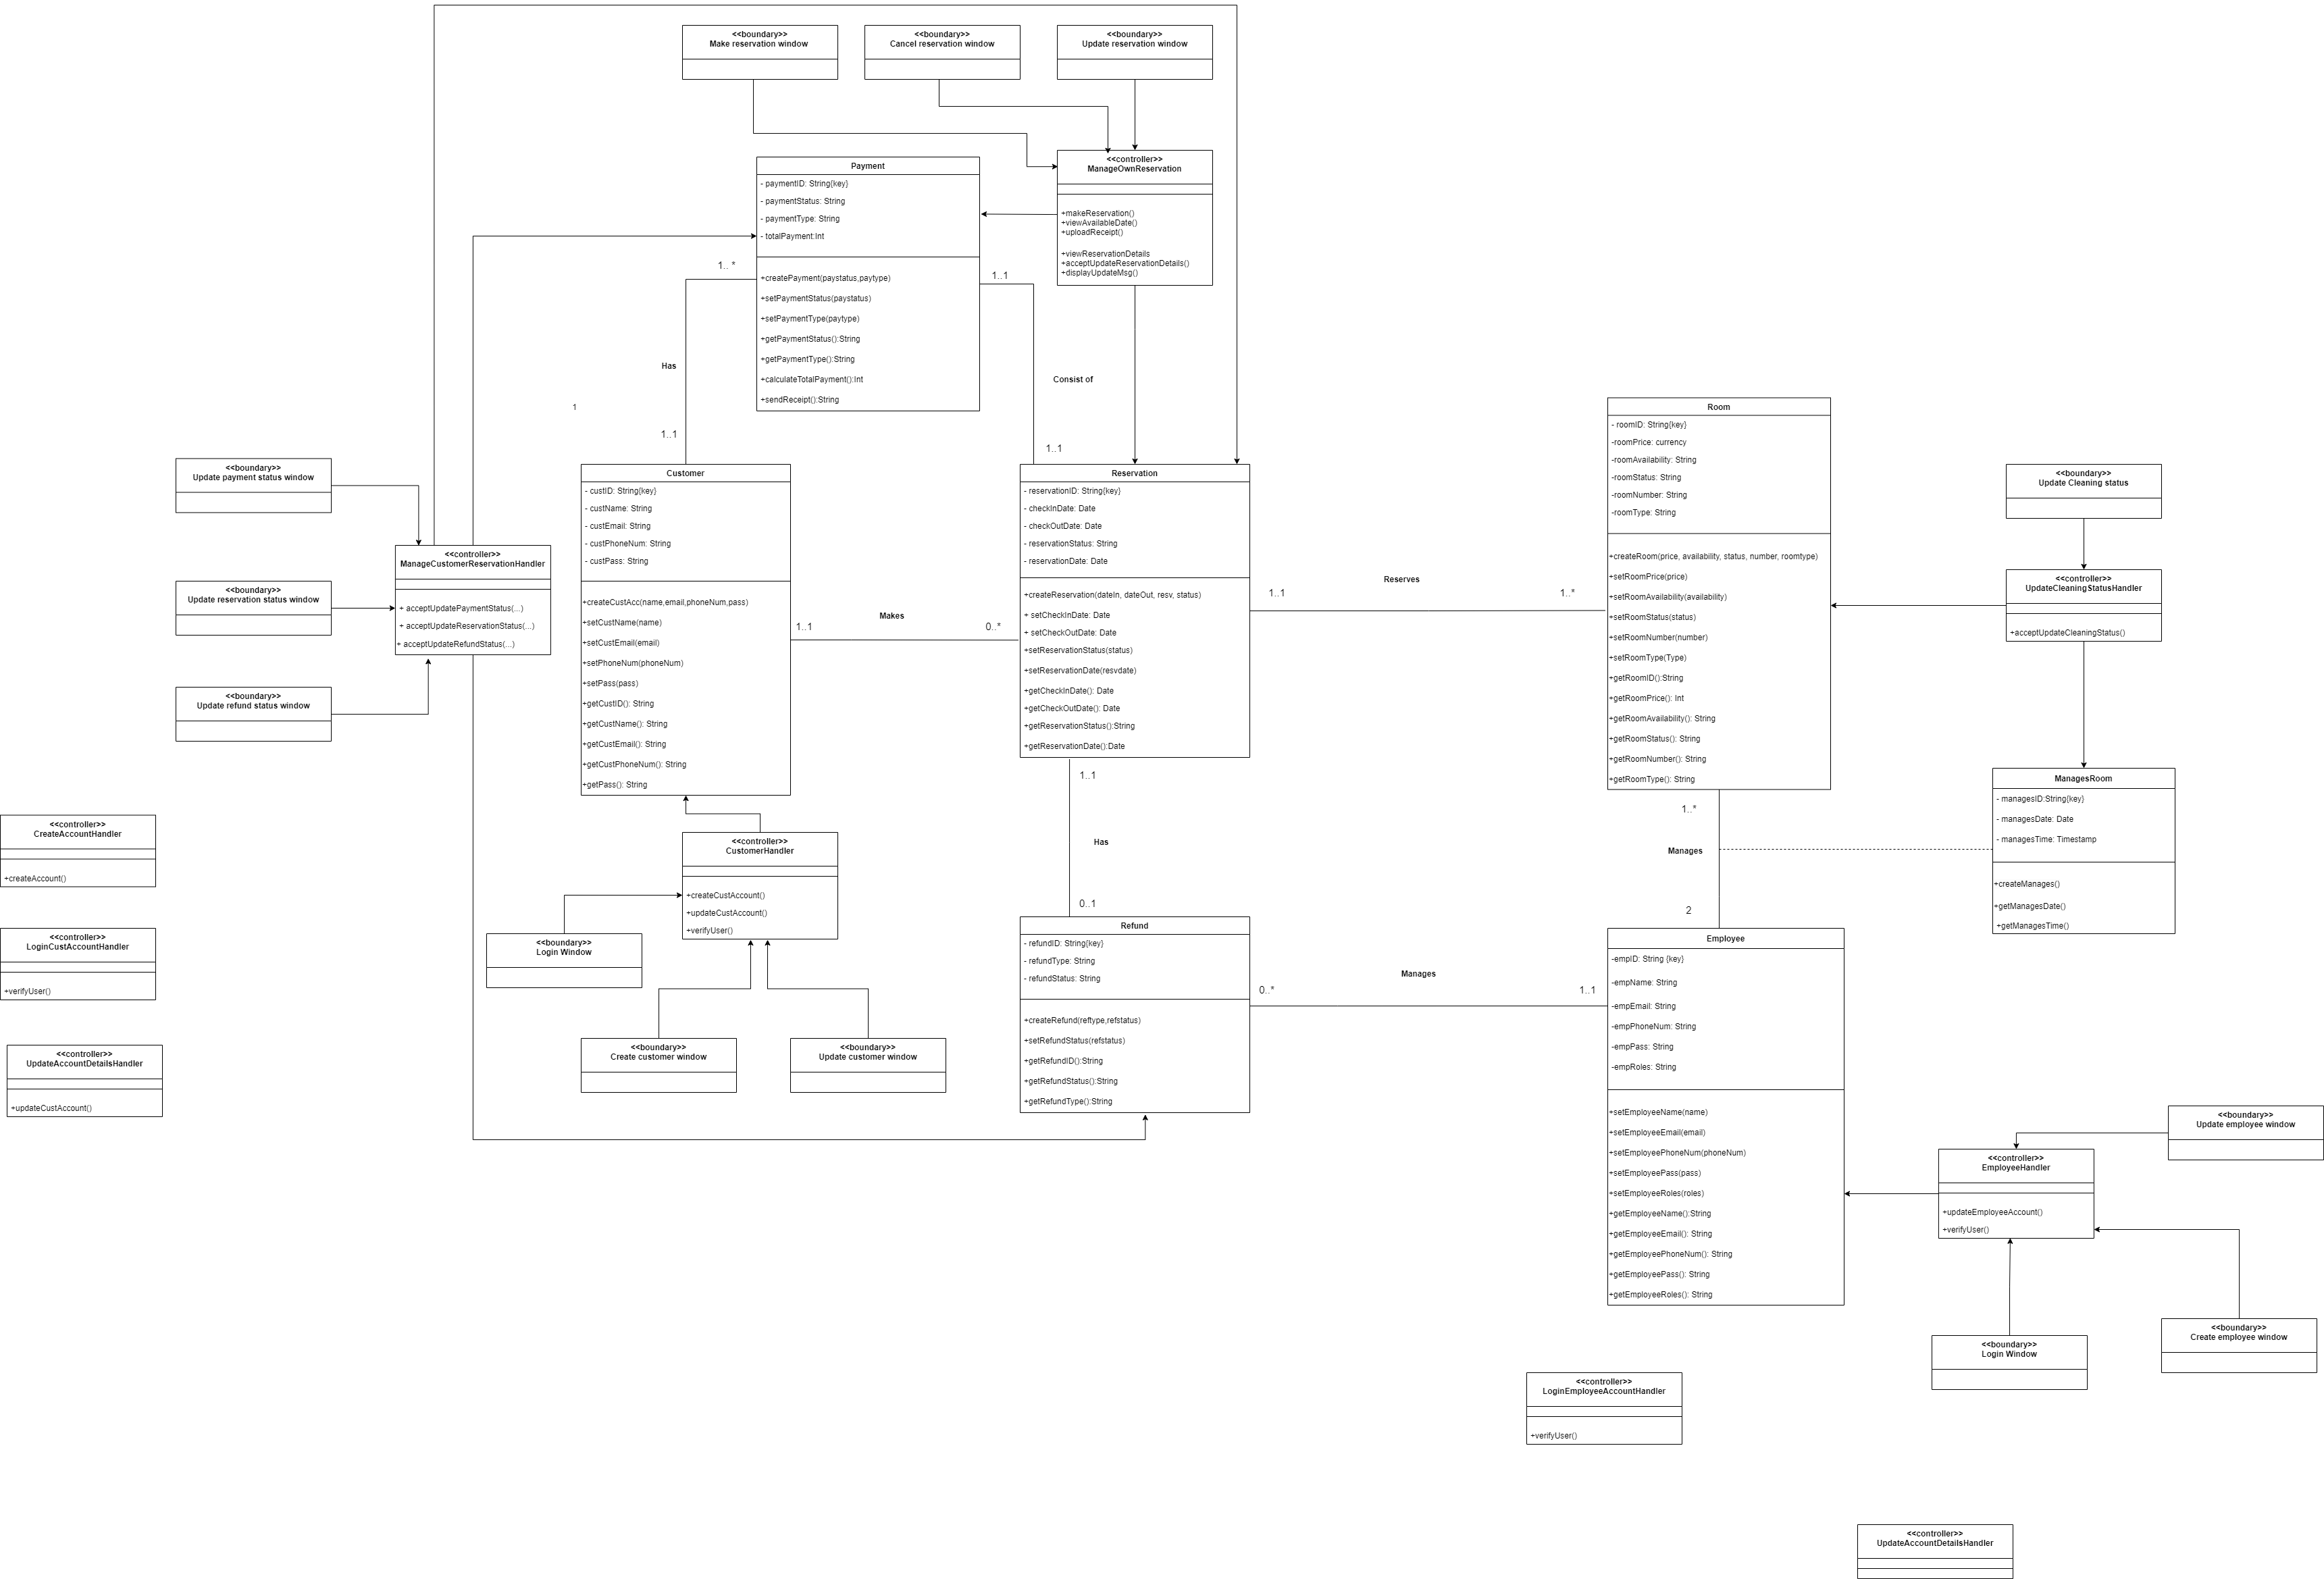 <<boundary>>
Make reservation window
<<boundary>>
Cancel reservation window
<<boundary>>
Update reservation window
<<controller>>
ManageOwnReservation
+makeReservation()
+viewAvailableDate()
+uploadReceipt()
+viewReservationDetails
+acceptUpdateReservationDetails()
+displayUpdateMsg()
Payment
- paymentID: String{key}
- paymentStatus: String
- paymentType: String
- totalPayment:Int
+createPayment(paystatus,paytype)
+setPaymentStatus(paystatus)
+setPaymentType(paytype)
+getPaymentStatus():String
+getPaymentType():String
+calculateTotalPayment():Int
+sendReceipt():String
1.. *
1..1
Has
Consist of
1
1..1
1..1
<<boundary>>
Update payment status window
<<boundary>>
Update reservation status window
<<boundary>>
Update refund status window
<<controller>>
ManageCustomerReservationHandler
+ acceptUpdatePaymentStatus(...)
+ acceptUpdateReservationStatus(...)
+ acceptUpdateRefundStatus(...)
Customer
- custID: String{key}
- custName: String
- custEmail: String
- custPhoneNum: String
- custPass: String
+createCustAcc(name,email,phoneNum,pass)
+setCustName(name)
+setCustEmail(email)
+setPhoneNum(phoneNum)
+setPass(pass)
+getCustID(): String
+getCustName(): String
+getCustEmail(): String
+getCustPhoneNum(): String
+getPass(): String
Makes
1..1
0..*
Reservation
- reservationID: String{key}
- checkInDate: Date
- checkOutDate: Date
- reservationStatus: String
- reservationDate: Date
+createReservation(dateIn, dateOut, resv, status)
+ setCheckInDate: Date
+ setCheckOutDate: Date
+setReservationStatus(status)
+setReservationDate(resvdate)
+getCheckInDate(): Date
+getCheckOutDate(): Date
+getReservationStatus():String
+getReservationDate():Date
Reserves
1..1
1..*
Room
- roomID: String{key}
-roomPrice: currency
-roomAvailability: String
-roomStatus: String
-roomNumber: String
-roomType: String
+createRoom(price, availability, status, number, roomtype)
+setRoomPrice(price)
+setRoomAvailability(availability)
+setRoomStatus(status)
+setRoomNumber(number)
+setRoomType(Type)
+getRoomID():String
+getRoomPrice(): Int
+getRoomAvailability(): String
+getRoomStatus(): String
+getRoomNumber(): String
+getRoomType(): String
<<boundary>>
Update Cleaning status
<<controller>>
UpdateCleaningStatusHandler
+acceptUpdateCleaningStatus()
ManagesRoom
- managesID:String{key}
- managesDate: Date
- managesTime: Timestamp
+createManages()
+getManagesDate()
+getManagesTime()
1..*
Manages
2
1..1
Has
0..1
<<controller>>
CreateAccountHandler
+createAccount()
<<controller>>
LoginCustAccountHandler
+verifyUser()
<<controller>>
UpdateAccountDetailsHandler
+updateCustAccount()
<<controller>>
CustomerHandler
+createCustAccount()
+updateCustAccount()
+verifyUser()
<<boundary>>
Login Window
<<boundary>>
Create customer window
<<boundary>>
Update customer window
Refund
- refundID: String{key}
- refundType: String
- refundStatus: String
+createRefund(reftype,refstatus)
+setRefundStatus(refstatus)
+getRefundID():String
+getRefundStatus():String
+getRefundType():String
Manages
0..*
1..1
Employee
-empID: String {key}
-empName: String
-empEmail: String
-empPhoneNum: String
-empPass: String
-empRoles: String
+setEmployeeName(name)
+setEmployeeEmail(email)
+setEmployeePhoneNum(phoneNum)
+setEmployeePass(pass)
+setEmployeeRoles(roles)
+getEmployeeName():String
+getEmployeeEmail(): String
+getEmployeePhoneNum(): String
+getEmployeePass(): String
+getEmployeeRoles(): String
<<boundary>>
Update employee window
<<controller>>
EmployeeHandler
+updateEmployeeAccount()
+verifyUser()
<<boundary>>
Create employee window
<<boundary>>
Login Window
<<controller>>
LoginEmployeeAccountHandler
+verifyUser()
<<controller>>
UpdateAccountDetailsHandler